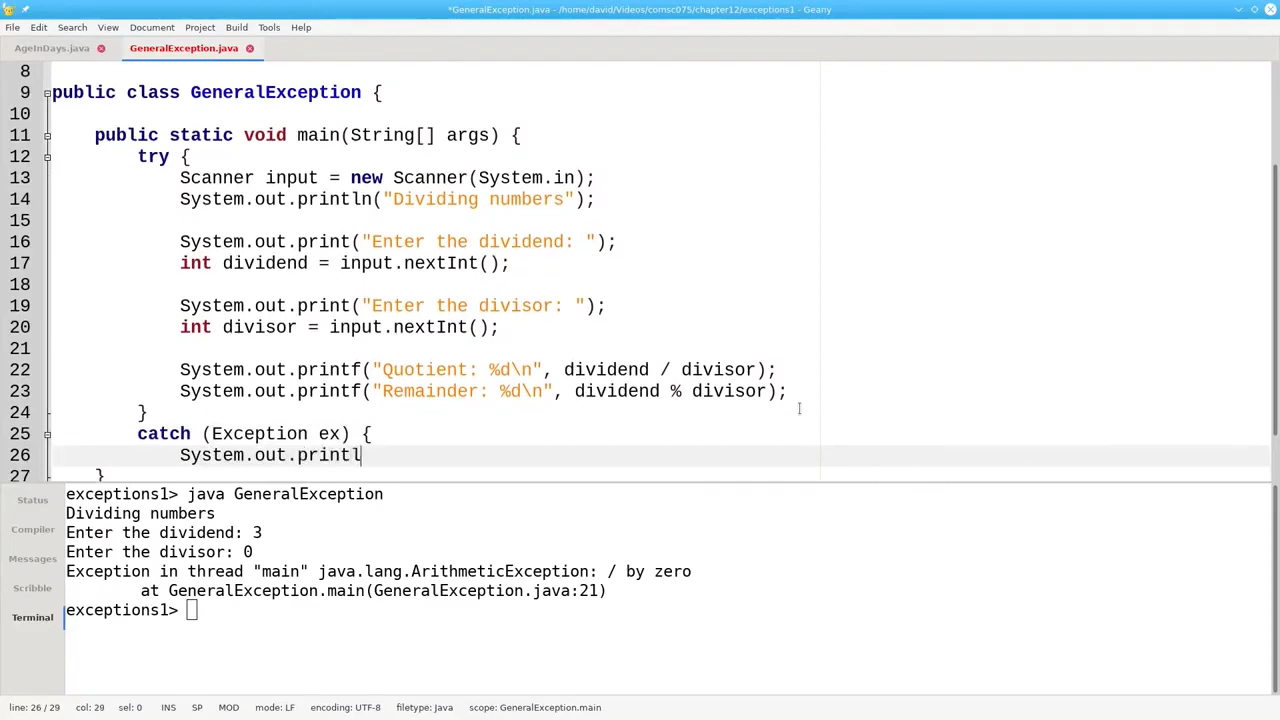 *GeneralException.java - /home/david/Videos/comsc075/chapter12/exceptions1 - Geany
File Edit Search View Document Project Build Tools Help
AgeInDays.java GeneralException.java
8
9 public class GeneralException {
10
11 public static void main(String[] args) {
12 try {
13 Scanner input = new Scanner(System.in);
14 System.out.println("Dividing numbers");
15
16 System.out.print("Enter the dividend: ");
17 int dividend = input.nextInt();
18
19 System.out.print("Enter the divisor: ");
20 int divisor = input.nextInt();
21
22 System.out.printf("Quotient: %d\n", dividend / divisor);
23 System.out.printf("Remainder: %d\n", dividend % divisor);
24 }
25 catch (Exception ex) {
26 System.out.printl
27 }
Status
Compiler
Messages
Scribble
Terminal
exceptions1> java GeneralException
Dividing numbers
Enter the dividend: 3
Enter the divisor: 0
Exception in thread "main" java.lang.ArithmeticException: / by zero
at GeneralException.main(GeneralException.java:21)
exceptions1>
line: 26 / 29 col: 29 sel: 0 INS SP MOD mode: LF encoding: UTF-8 filetype: Java scope: GeneralException.main